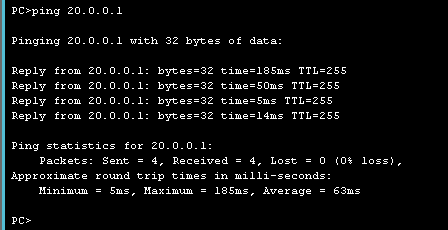 PC>ping 20.0.0.1
Pinging 20.0.0.1 with 32 bytes of data:
Reply from 20.0.0.1: bytes=32 time=185ms TTL=255
Reply from 20.0.0.1: bytes=32 time=50ms TTL=255
Reply from 20.0.0.1: bytes=32 time=5ms TTL=255
Reply from 20.0.0.1: bytes=32 time=14ms TTL=255
Ping statistics for 20.0.0.1:
    Packets: Sent = 4, Received = 4, Lost = 0 (0% loss),
Approximate round trip times in milli-seconds:
    Minimum = 5ms, Maximum = 185ms, Average = 63ms
PC>